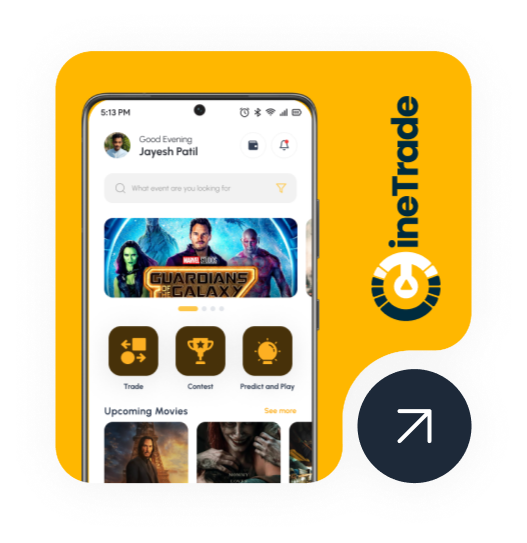 5:13 PM
Good Evening
Jayesh Patil
What event are you looking for
MARVEL STUDIOS
GUARDIANS
OF THE
GALAXY
Trade
Contest
Predict and Play
Upcoming Movies
See more
ineTrade